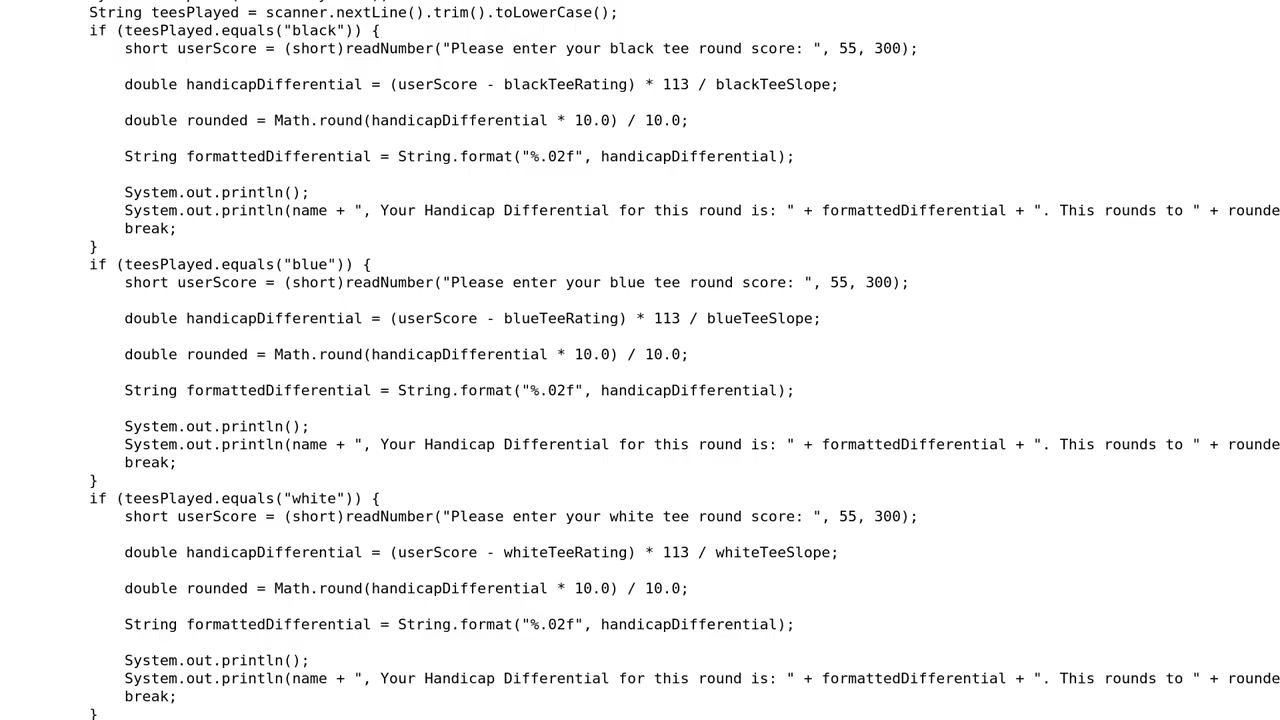 String teesPlayed = scanner.nextLine().trim().toLowerCase();
if (teesPlayed.equals("black")) {
short userScore = (short)readNumber("Please enter your black tee round score: ", 55, 300);
double handicapDifferential = (userScore - blackTeeRating) * 113 / blackTeeSlope;
double rounded = Math.round(handicapDifferential * 10.0) / 10.0;
String formattedDifferential = String.format("%.02f", handicapDifferential);
System.out.println();
System.out.println(name + ", Your Handicap Differential for this round is: " + formattedDifferential + ". This rounds to " + rounde
break;
}
if (teesPlayed.equals("blue")) {
short userScore = (short)readNumber("Please enter your blue tee round score: ", 55, 300);
double handicapDifferential = (userScore - blueTeeRating) * 113 / blueTeeSlope;
double rounded = Math.round(handicapDifferential * 10.0) / 10.0;
String formattedDifferential = String.format("%.02f", handicapDifferential);
System.out.println();
System.out.println(name + ", Your Handicap Differential for this round is: " + formattedDifferential + ". This rounds to " + rounde
break;
}
if (teesPlayed.equals("white")) {
short userScore = (short)readNumber("Please enter your white tee round score: ", 55, 300);
double handicapDifferential = (userScore - whiteTeeRating) * 113 / whiteTeeSlope;
double rounded = Math.round(handicapDifferential * 10.0) / 10.0;
String formattedDifferential = String.format("%.02f", handicapDifferential);
System.out.println();
System.out.println(name + ", Your Handicap Differential for this round is: " + formattedDifferential + ". This rounds to " + rounde
break;
}